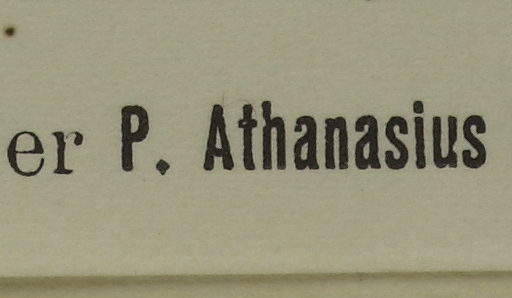 er P. Athanasius